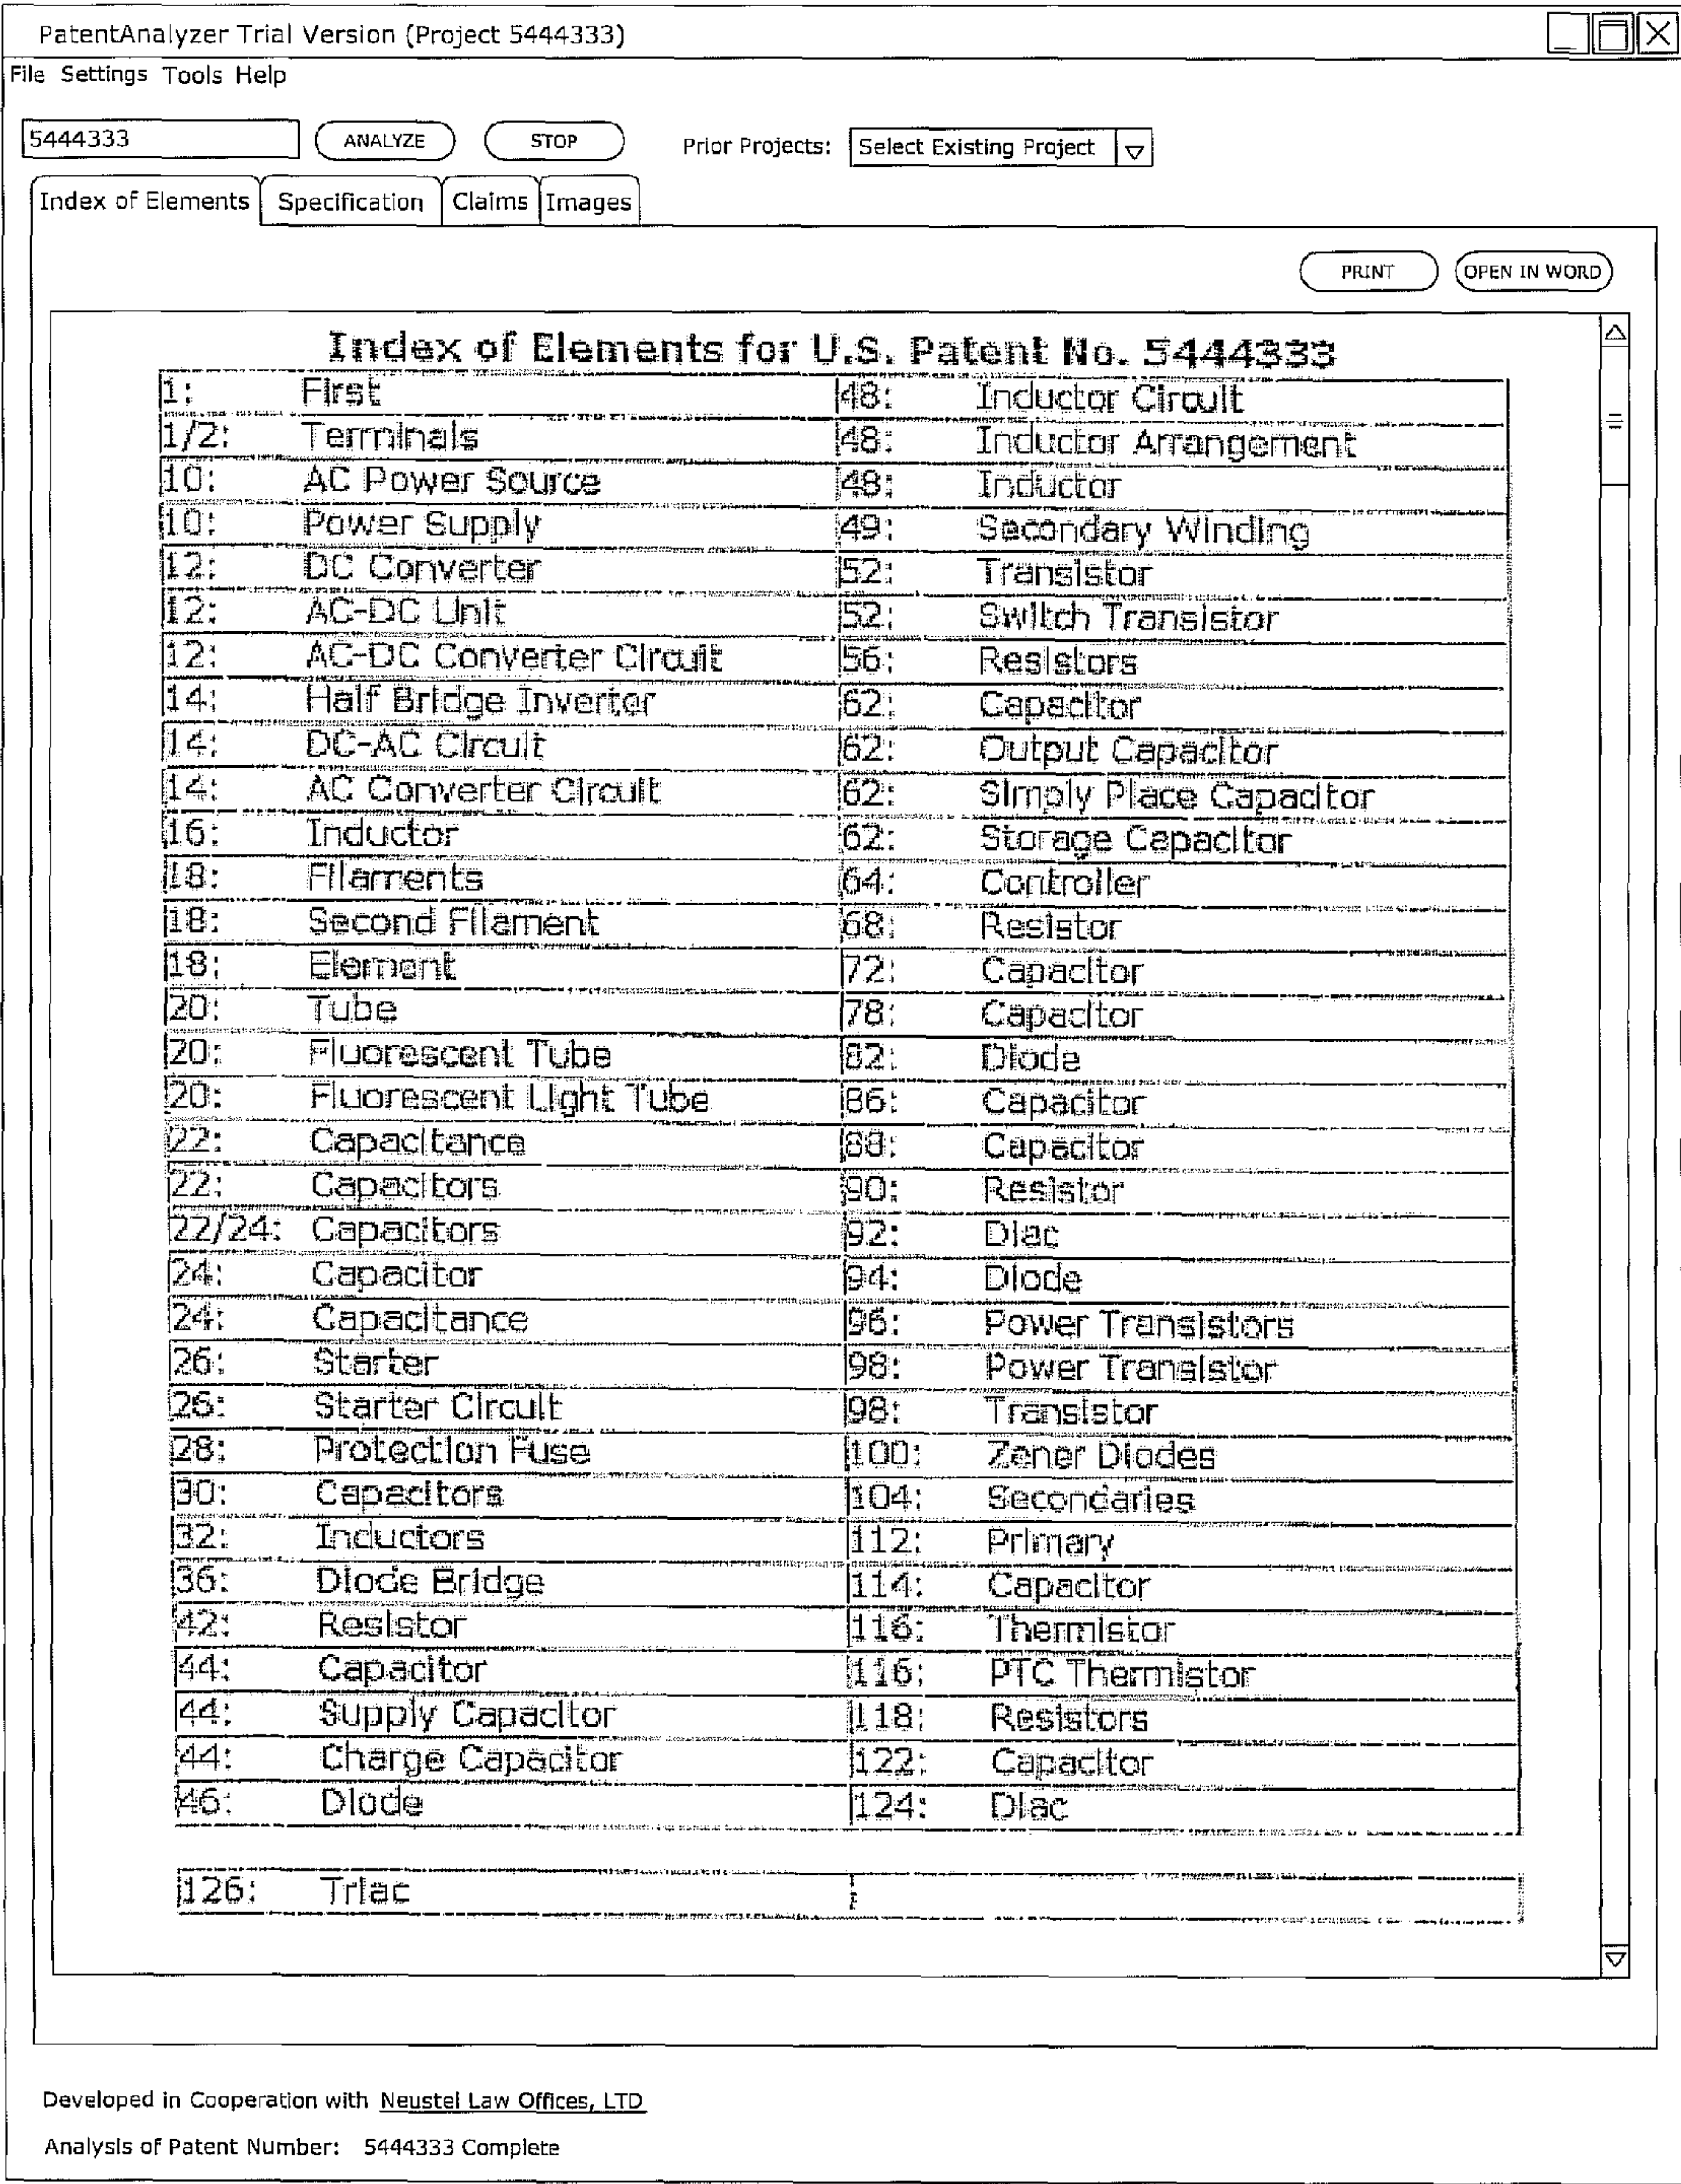 PatentAnalyzer Trial Version (Project 5444333)
File Settings Tools Help
5444333 ANALYZE STOP Prior Projects: Select Existing Project
Index of Elements Specification Claims Images
PRINT OPEN IN WORD
Index of Elements for U.S. Patent No. 5444333
1: First 48: Inductor Circuit
1/2: Terminals 48: Inductor Arrangement
10: AC Power Source 48: Inductor
10: Power Supply 49: Secondary Winding
12: DC Converter 52: Transistor
12: AC-DC Unit 52: Switch Transistor
12: AC-DC Converter Circuit 56: Resistors
14: Half Bridge Inverter 62: Capacitor
14: DC-AC Circuit 62: Output Capacitor
14: AC Converter Circuit 62: Simply Place Capacitor
16: Inductor 62: Storage Capacitor
18: Filaments 64: Controller
18: Second Filament 68: Resistor
18: Element 72: Capacitor
20: Tube 78: Capacitor
20: Fluorescent Tube 82: Diode
20: Fluorescent Light Tube 86: Capacitor
22: Capacitance 88: Capacitor
22: Capacitors 90: Resistor
22/24: Capacitors 92: Diac
24: Capacitor 94: Diode
24: Capacitance 96: Power Transistors
26: Starter 98: Power Transistor
26: Starter Circuit 98: Transistor
28: Protection Fuse 100: Zener Diodes
30: Capacitors 104: Secondaries
32: Inductors 112: Primary
36: Diode Bridge 114: Capacitor
42: Resistor 116: Thermistor
44: Capacitor 116: PTC Thermistor
44: Supply Capacitor 118: Resistors
44: Charge Capacitor 122: Capacitor
46: Diode 124: Diac
126: Triac
Developed in Cooperation with Neustel Law Offices, LTD
Analysis of Patent Number: 5444333 Complete